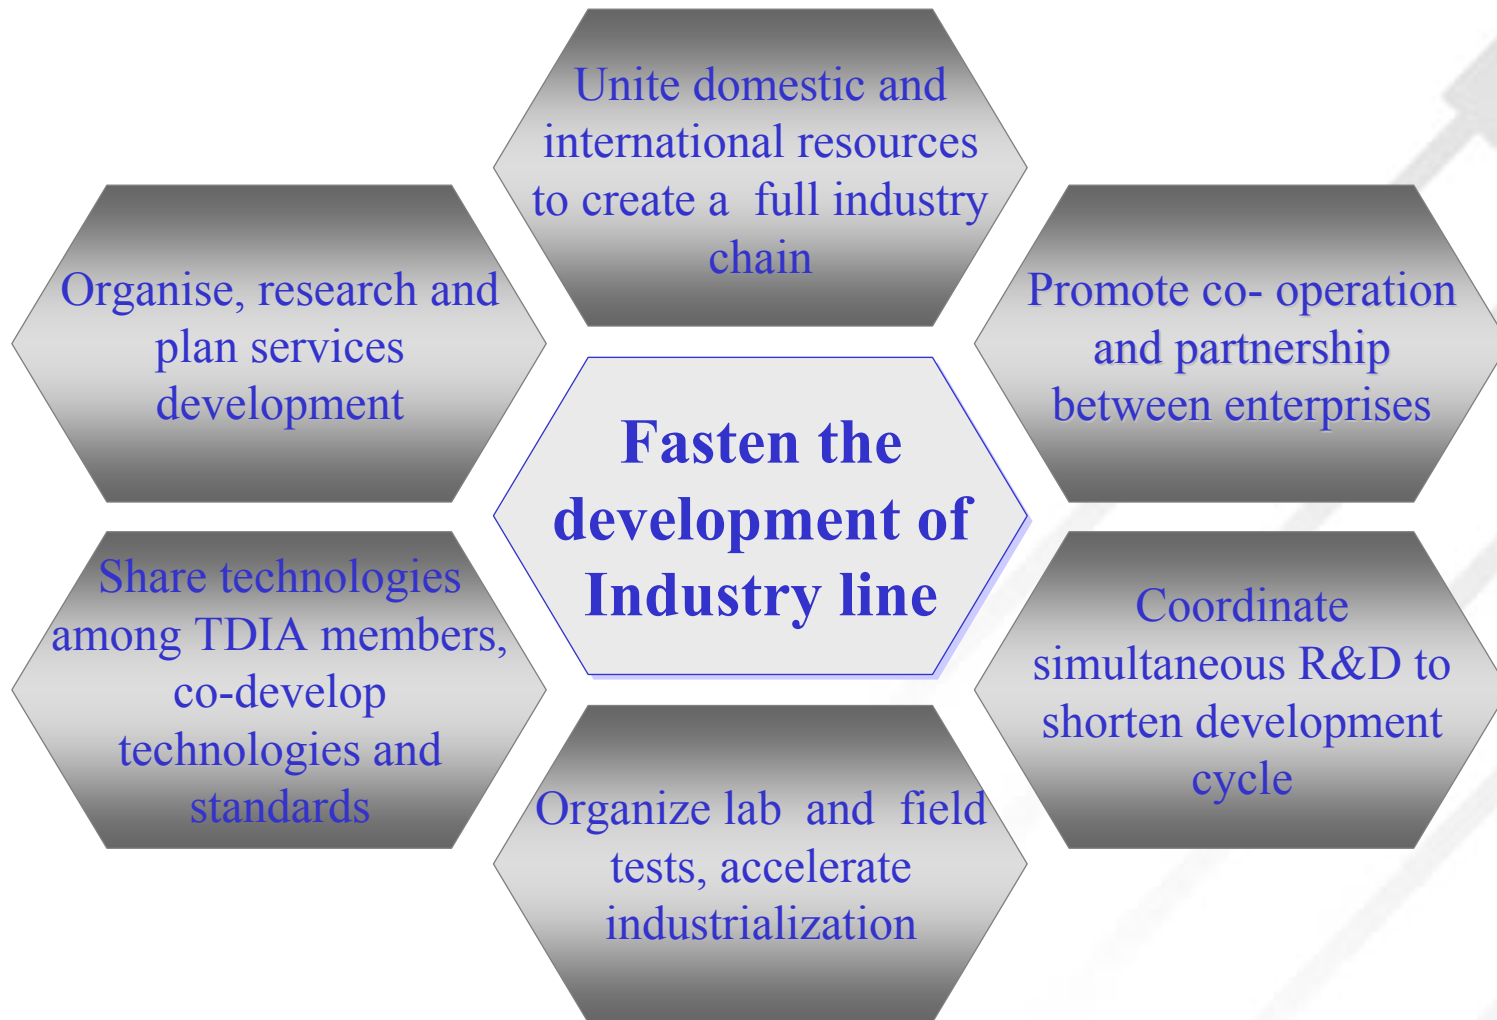 Unite domestic and
international resources
to create a full industry
chain
Organise, research and
plan services
development
Promote co- operation
and partnership
between enterprises
Fasten the
development of
Industry line
Share technologies
among TDIA members,
co-develop
technologies and
standards
Coordinate
simultaneous R&D to
shorten development
cycle
Organize lab and field
tests, accelerate
industrialization